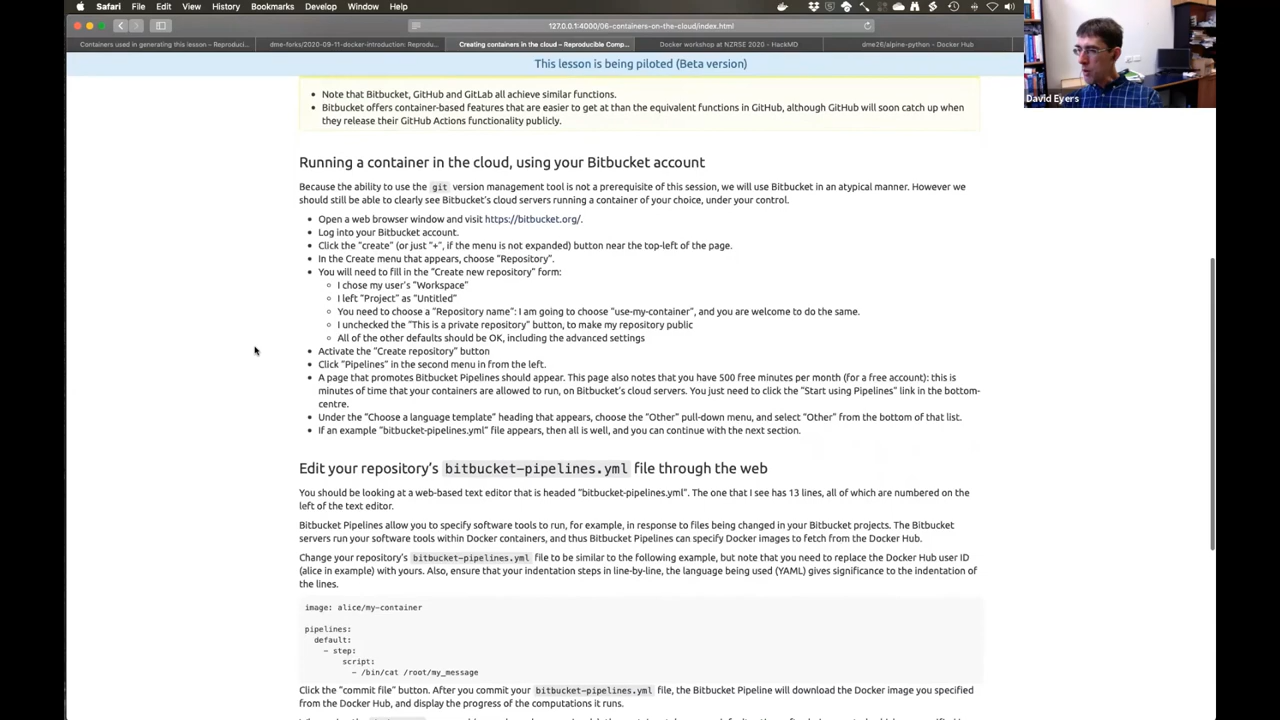 Safari File Edit View History Bookmarks Develop Window Help
127.0.0.1:4000/06-containers-on-the-cloud/index.html
Containers used in generating this lesson – Reproduci... dme-forks/2020-09-11-docker-introduction: Reprodu... Creating containers in the cloud – Reproducible Comp... Docker workshop at NZRSE 2020 - HackMD dme26/alpine-python - Docker Hub
This lesson is being piloted (Beta version)
David Eyers
• Note that Bitbucket, GitHub and GitLab all achieve similar functions.
• Bitbucket offers container-based features that are easier to get at than the equivalent functions in GitHub, although GitHub will soon catch up when
they release their GitHub Actions functionality publicly.
Running a container in the cloud, using your Bitbucket account
Because the ability to use the git version management tool is not a prerequisite of this session, we will use Bitbucket in an atypical manner. However we
should still be able to clearly see Bitbucket's cloud servers running a container of your choice, under your control.
• Open a web browser window and visit https://bitbucket.org/.
• Log into your Bitbucket account.
• Click the "create" (or just "+", if the menu is not expanded) button near the top-left of the page.
• In the Create menu that appears, choose "Repository".
• You will need to fill in the "Create new repository" form:
◦ I chose my user's "Workspace"
◦ I left "Project" as "Untitled"
◦ You need to choose a "Repository name": I am going to choose "use-my-container", and you are welcome to do the same.
◦ I unchecked the "This is a private repository" button, to make my repository public
◦ All of the other defaults should be OK, including the advanced settings
• Activate the "Create repository" button
• Click "Pipelines" in the second menu in from the left.
• A page that promotes Bitbucket Pipelines should appear. This page also notes that you have 500 free minutes per month (for a free account): this is
minutes of time that your containers are allowed to run, on Bitbucket's cloud servers. You just need to click the "Start using Pipelines" link in the bottom-
centre.
• Under the "Choose a language template" heading that appears, choose the "Other" pull-down menu, and select "Other" from the bottom of that list.
• If an example "bitbucket-pipelines.yml" file appears, then all is well, and you can continue with the next section.
Edit your repository's bitbucket-pipelines.yml file through the web
You should be looking at a web-based text editor that is headed "bitbucket-pipelines.yml". The one that I see has 13 lines, all of which are numbered on the
left of the text editor.
Bitbucket Pipelines allow you to specify software tools to run, for example, in response to files being changed in your Bitbucket projects. The Bitbucket
servers run your software tools within Docker containers, and thus Bitbucket Pipelines can specify Docker images to fetch from the Docker Hub.
Change your repository's bitbucket-pipelines.yml file to be similar to the following example, but note that you need to replace the Docker Hub user ID
(alice in example) with yours. Also, ensure that your indentation steps in line-by-line, the language being used (YAML) gives significance to the indentation of
the lines.
image: alice/my-container
pipelines:
default:
- step:
script:
- /bin/cat /root/my_message
Click the "commit file" button. After you commit your bitbucket-pipelines.yml file, the Bitbucket Pipeline will download the Docker image you specified
from the Docker Hub, and display the progress of the computations it runs.